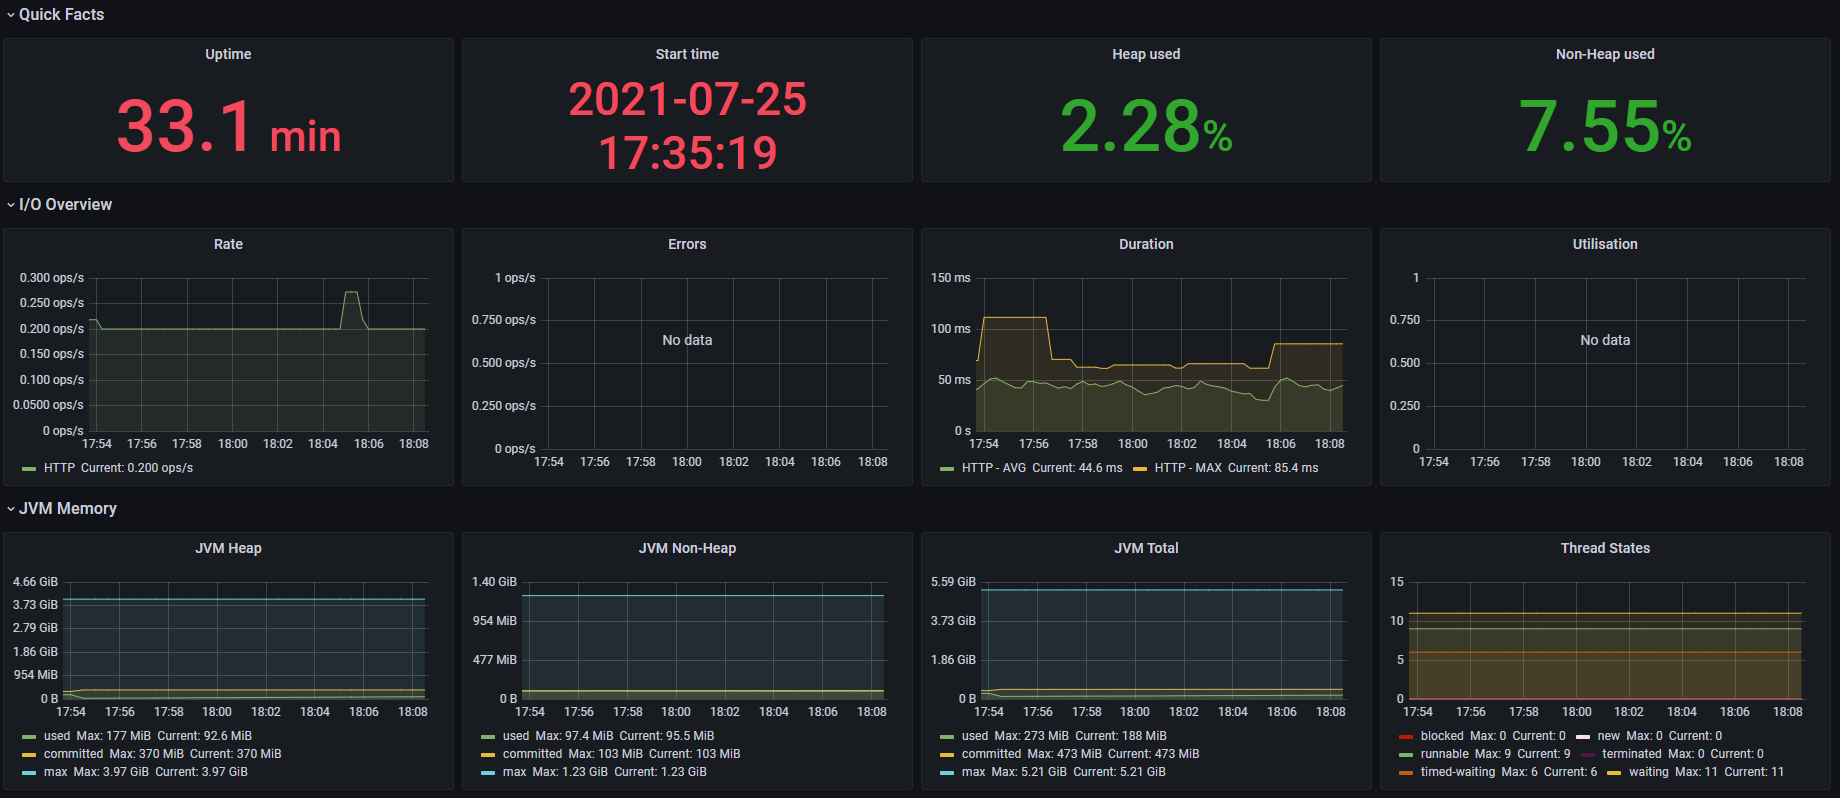 Quick Facts
Uptime
33.1 min
Start time
2021-07-25
17:35:19
Heap used
2.28%
Non-Heap used
7.55%
I/O Overview
Rate
0.300 ops/s
0.250 ops/s
0.200 ops/s
0.150 ops/s
0.100 ops/s
0.0500 ops/s
0 ops/s
17:54 17:56 17:58 18:00 18:02 18:04 18:06 18:08
HTTP Current: 0.200 ops/s
Errors
1 ops/s
0.750 ops/s
0.500 ops/s
0.250 ops/s
0 ops/s
No data
17:54 17:56 17:58 18:00 18:02 18:04 18:06 18:08
Duration
150 ms
100 ms
50 ms
0 s
17:54 17:56 17:58 18:00 18:02 18:04 18:06 18:08
HTTP - AVG Current: 44.6 ms HTTP - MAX Current: 85.4 ms
Utilisation
1
0.750
0.500
0.250
0
No data
17:54 17:56 17:58 18:00 18:02 18:04 18:06 18:08
JVM Memory
JVM Heap
4.66 GiB
3.73 GiB
2.79 GiB
1.86 GiB
954 MiB
0 B
17:54 17:56 17:58 18:00 18:02 18:04 18:06 18:08
used Max: 177 MiB Current: 92.6 MiB
committed Max: 370 MiB Current: 370 MiB
max Max: 3.97 GiB Current: 3.97 GiB
JVM Non-Heap
1.40 GiB
954 MiB
477 MiB
0 B
17:54 17:56 17:58 18:00 18:02 18:04 18:06 18:08
used Max: 97.4 MiB Current: 95.5 MiB
committed Max: 103 MiB Current: 103 MiB
max Max: 1.23 GiB Current: 1.23 GiB
JVM Total
5.59 GiB
3.73 GiB
1.86 GiB
0 B
17:54 17:56 17:58 18:00 18:02 18:04 18:06 18:08
used Max: 273 MiB Current: 188 MiB
committed Max: 473 MiB Current: 473 MiB
max Max: 5.21 GiB Current: 5.21 GiB
Thread States
15
10
5
0
17:54 17:56 17:58 18:00 18:02 18:04 18:06 18:08
blocked Max: 0 Current: 0 new Max: 0 Current: 0
runnable Max: 9 Current: 9 terminated Max: 0 Current: 0
timed-waiting Max: 6 Current: 6 waiting Max: 11 Current: 11